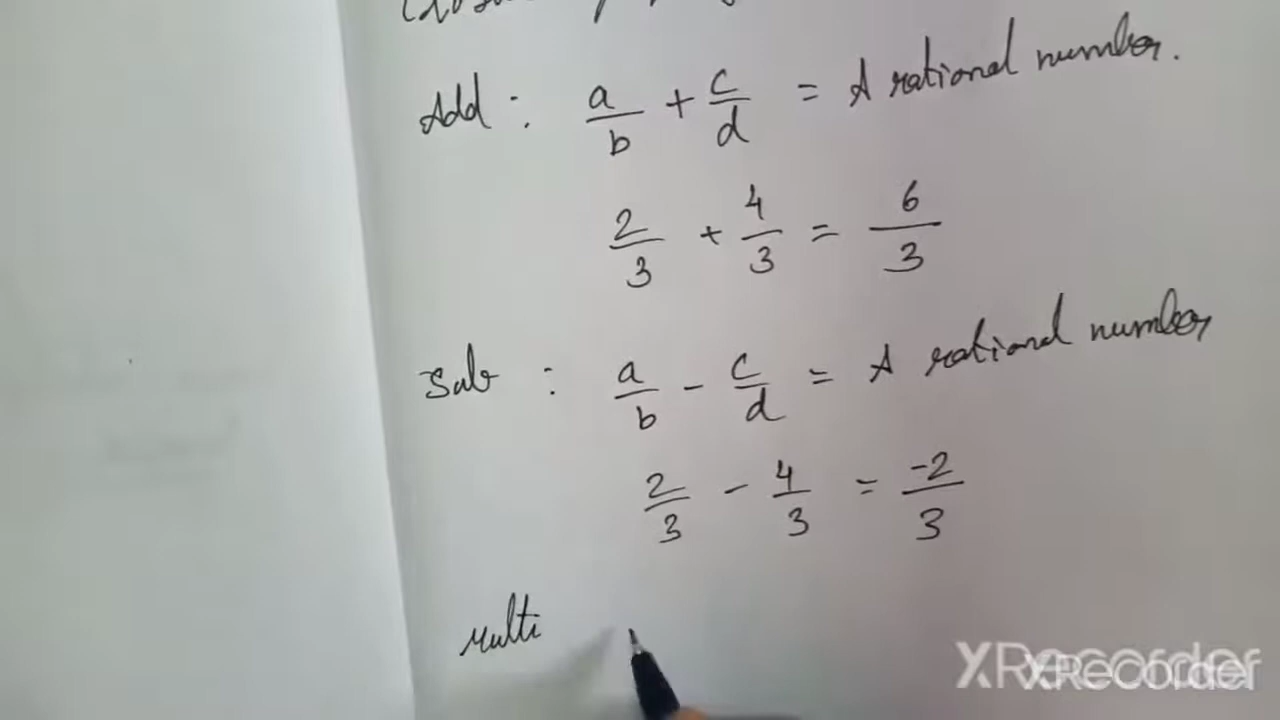 Add : a/b + c/d = A rational number.
2/3 + 4/3 = 6/3
Sub : a/b - c/d = A rational number
2/3 - 4/3 = -2/3
Multi
XRecorder
XRecorder